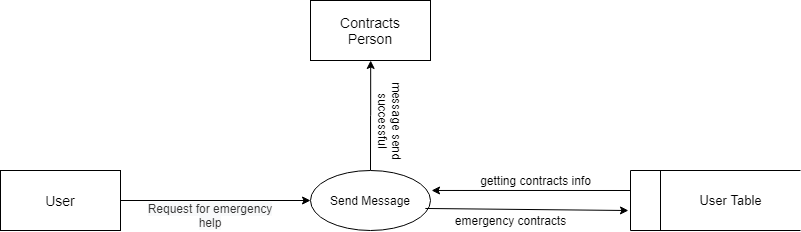 Contracts
Person
message send
successful
User
Request for emergency
help
Send Message
getting contracts info
emergency contracts
User Table